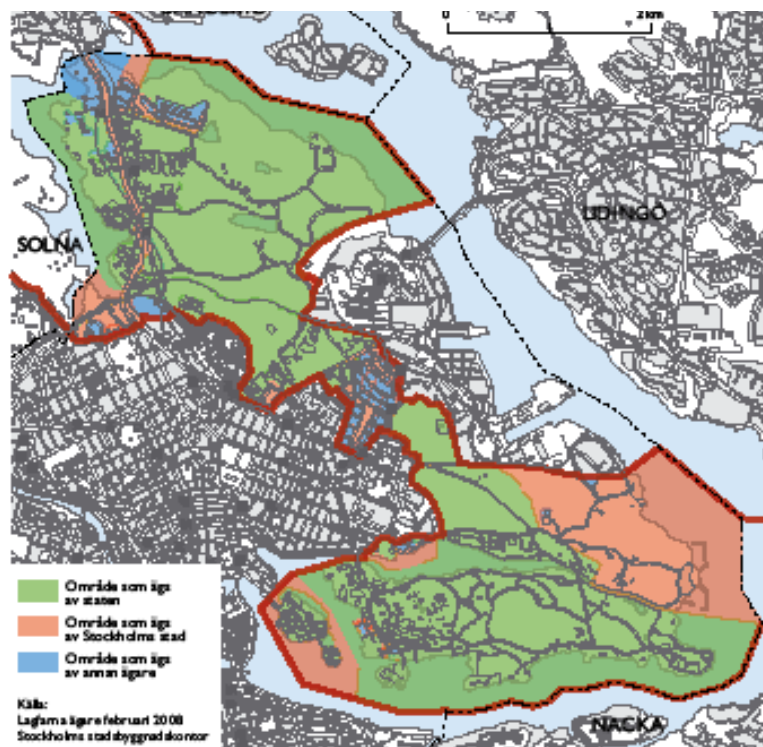 0 2 km
LIDINGÖ
SOLNA
Område som ägs
av staten
Område som ägs
av Stockholms stad
Område som ägs
av annan ägare
Källa:
Lagfarna ägare februari 2008
Stockholms stadsbyggnadskontor
NACKA